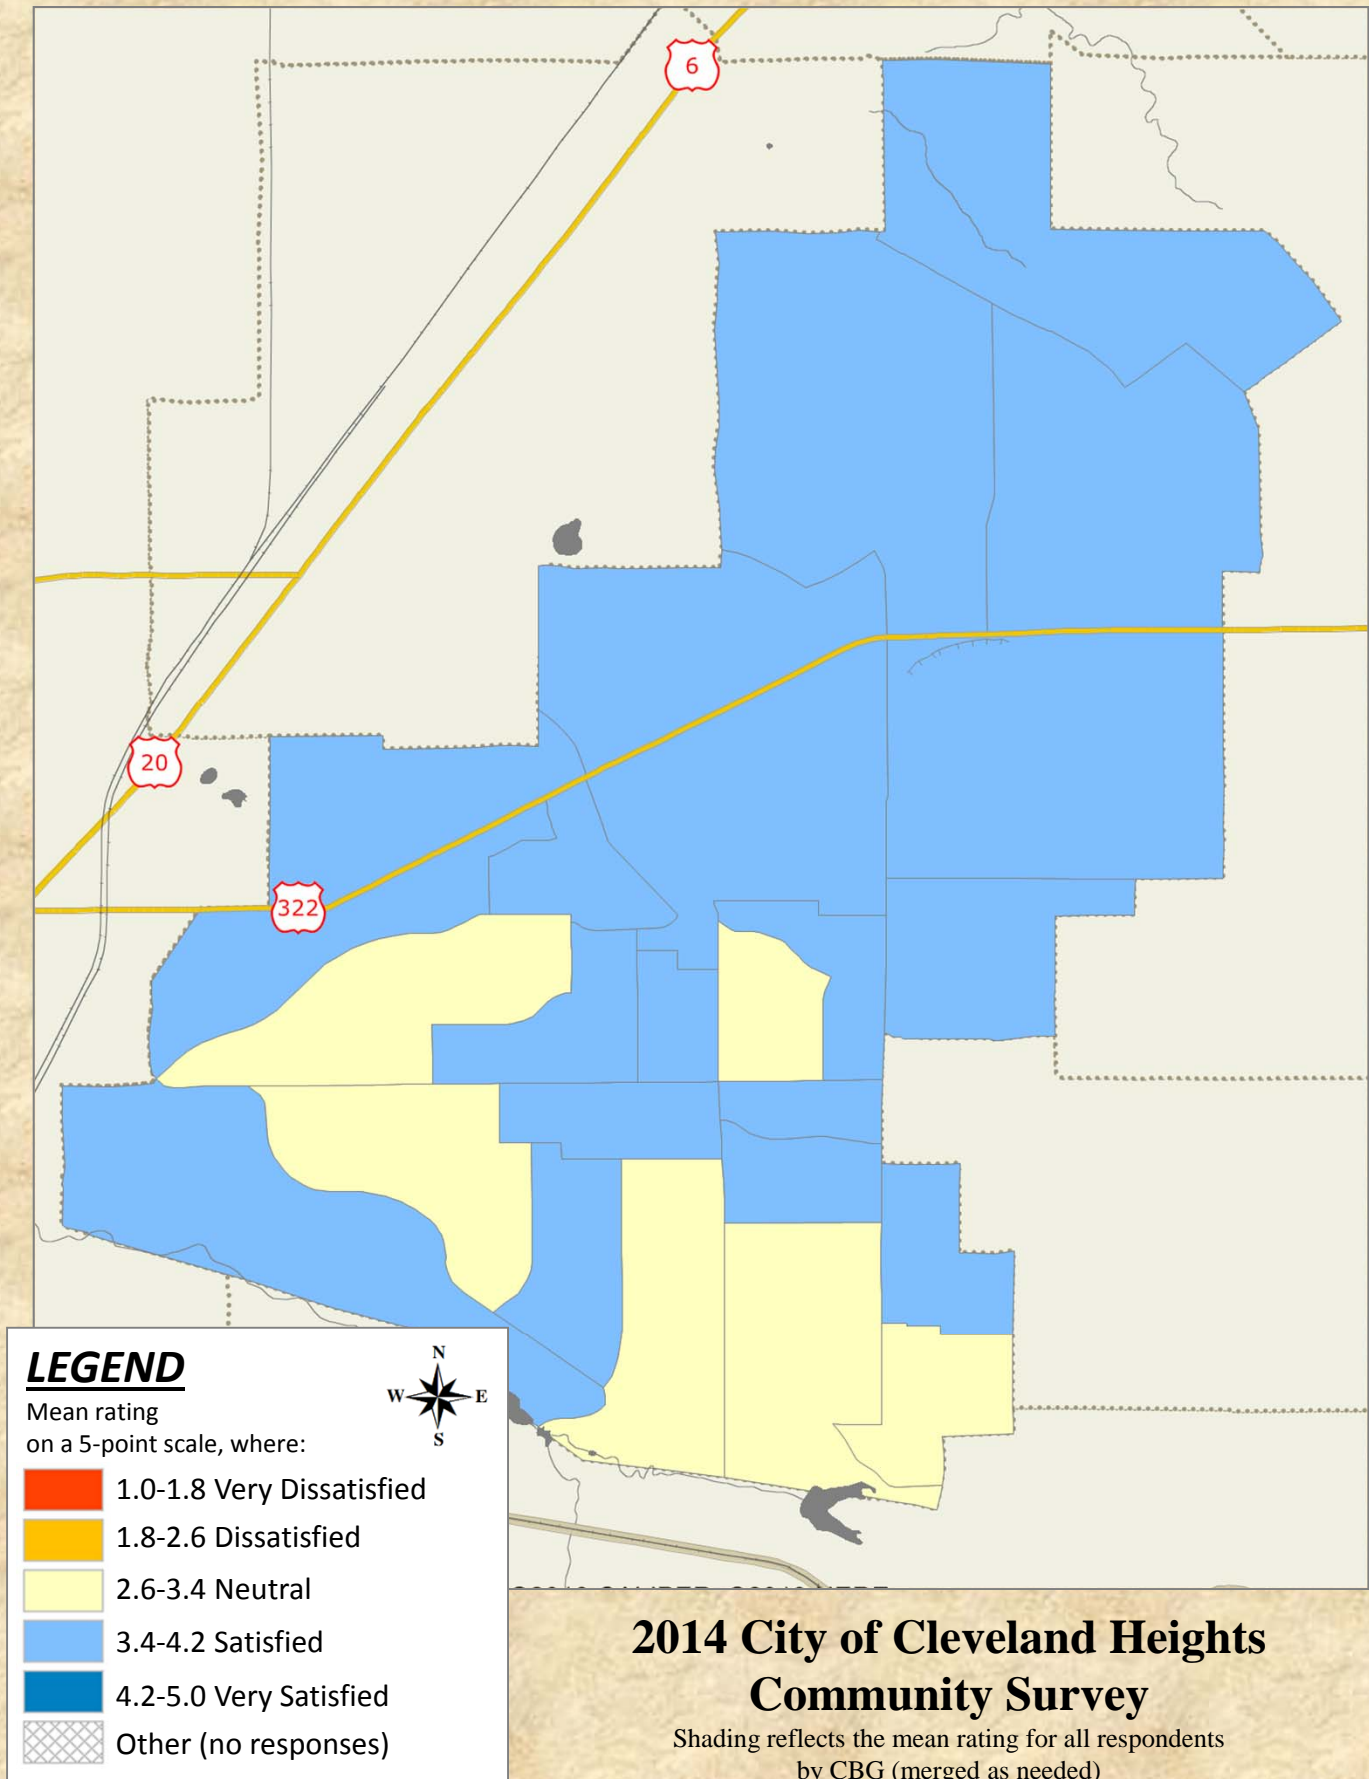 6
20
322
LEGEND
N
W E
S
Mean rating
on a 5-point scale, where:
1.0-1.8 Very Dissatisfied
1.8-2.6 Dissatisfied
2.6-3.4 Neutral
3.4-4.2 Satisfied
4.2-5.0 Very Satisfied
Other (no responses)
2014 City of Cleveland Heights
Community Survey
Shading reflects the mean rating for all respondents
by CBG (merged as needed)